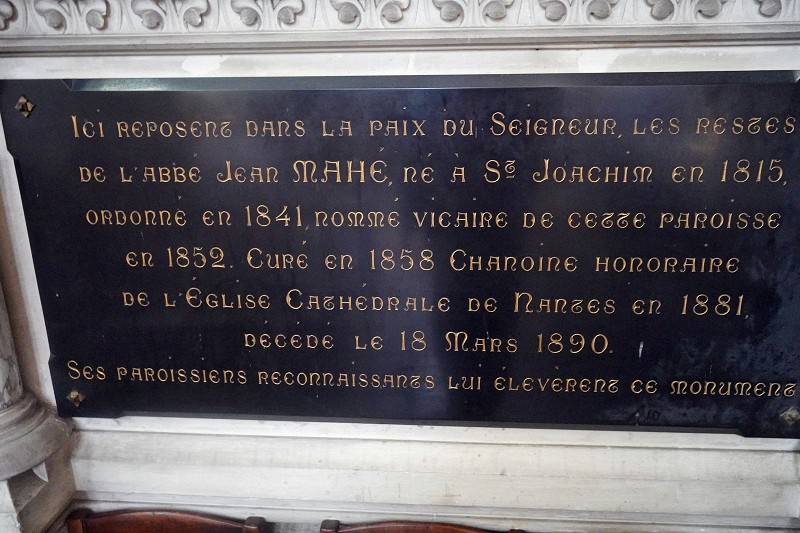 Ici reposent dans la paix du Seigneur, les restes
de l'abbé Jean MAHÉ, né à St Joachim en 1815,
ordonné en 1841, nommé vicaire de cette paroisse
en 1852. Curé en 1858 Chanoine honoraire
de l'Église Cathédrale de Nantes en 1881,
décédé le 18 Mars 1890.
Ses paroissiens reconnaissants lui élevèrent ce monument